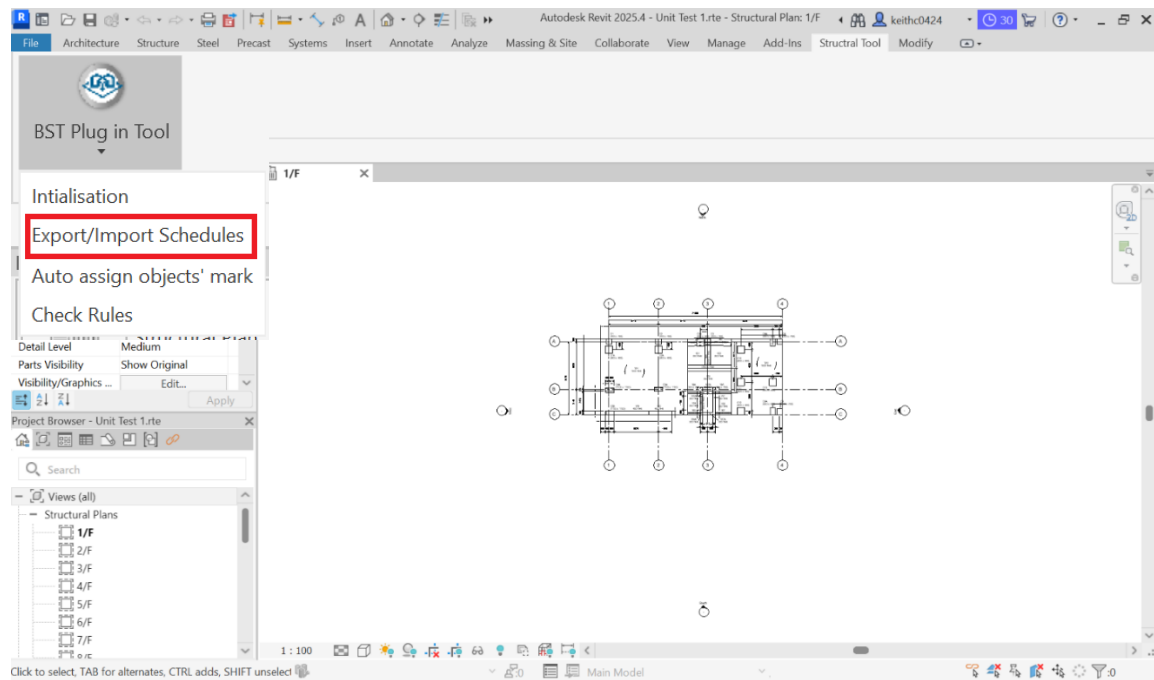 Autodesk Revit 2025.4 - Unit Test 1.rte - Structural Plan: 1/F
keithc0424
30
File Architecture Structure Steel Precast Systems Insert Annotate Analyze Massing & Site Collaborate View Manage Add-Ins Structral Tool Modify
BST Plug in Tool
1/F
Intialisation
Export/Import Schedules
Auto assign objects' mark
Check Rules
Detail Level Medium
Parts Visibility Show Original
Visibility/Graphics ... Edit...
Apply
Project Browser - Unit Test 1.rte
Search
Views (all)
Structural Plans
1/F
2/F
3/F
4/F
5/F
6/F
7/F
2D
1 : 100
Click to select, TAB for alternates, CTRL adds, SHIFT unselect
:0
Main Model
:0